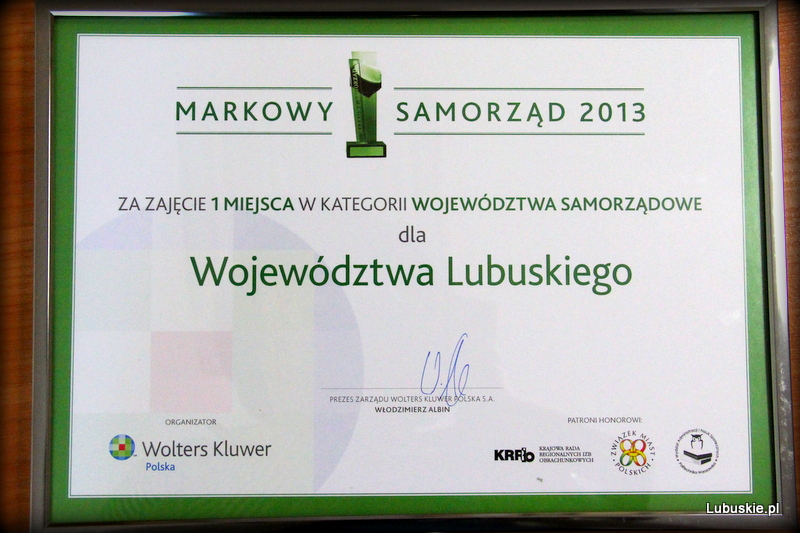 MARKOWY SAMORZĄD 2013
ZA ZAJĘCIE 1 MIEJSCA W KATEGORII WOJEWÓDZTWA SAMORZĄDOWE
dla
Województwa Lubuskiego
PREZES ZARZĄDU WOLTERS KLUWER POLSKA S.A.
WŁODZIMIERZ ALBIN
ORGANIZATOR
Wolters Kluwer
Polska
PATRONI HONOROWI:
KRRIO
KRAJOWA RADA
REGIONALNYCH IZB
OBRACHUNKOWYCH
ZWIĄZEK MIAST
POLSKICH
Lubuskie.pl